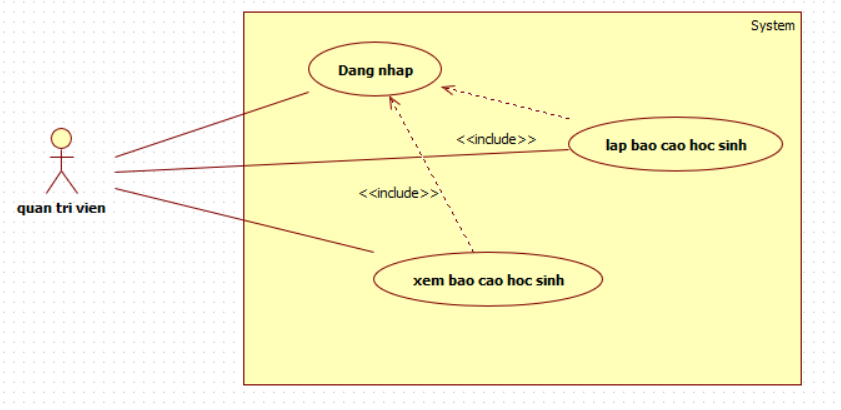 System
Dang nhap
<<include>>
lap bao cao hoc sinh
<<include>>
quan tri vien
xem bao cao hoc sinh